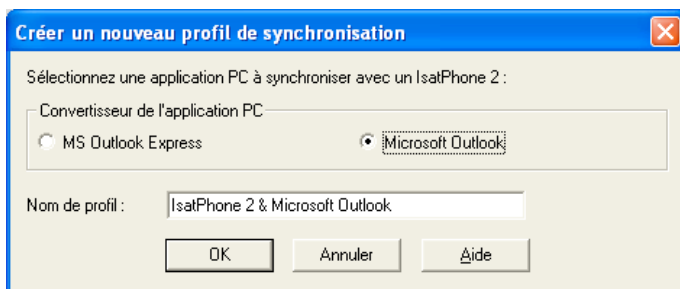 Créer un nouveau profil de synchronisation
Sélectionnez une application PC à synchroniser avec un IsatPhone 2 :
Convertisseur de l'application PC
MS Outlook Express
Microsoft Outlook
Nom de profil :
IsatPhone 2 & Microsoft Outlook
OK
Annuler
Aide